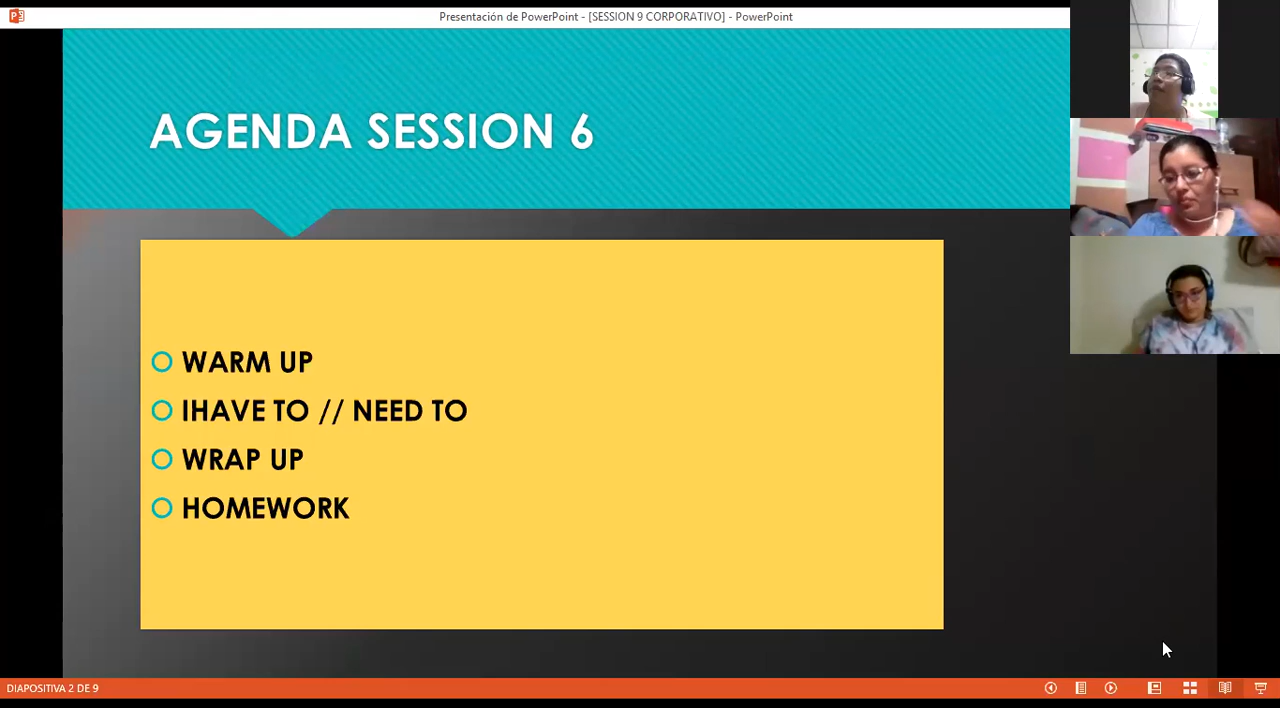 Presentación de PowerPoint - [SESSION 9 CORPORATIVO] - PowerPoint
AGENDA SESSION 6
WARM UP
IHAVE TO // NEED TO
WRAP UP
HOMEWORK
DIAPOSITIVA 2 DE 9